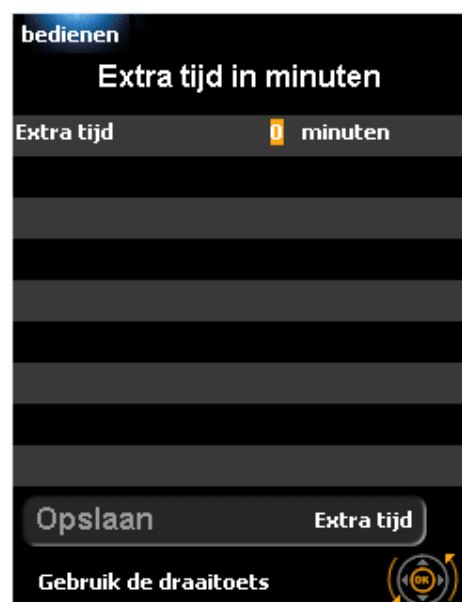 bedienen
Extra tijd in minuten
Extra tijd 0 minuten
Opslaan Extra tijd
Gebruik de draaitoets OK